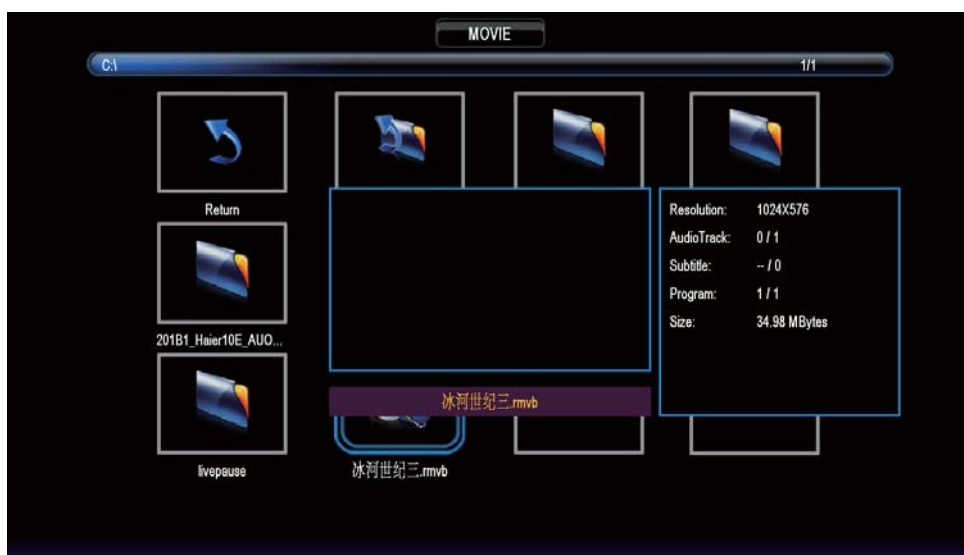 MOVIE
C:\ 1/1
Return
Resolution: 1024X576
AudioTrack: 0 / 1
Subtitle: -- / 0
Program: 1 / 1
Size: 34.98 MBytes
201B1_Haier10E_AUO...
冰河世纪三.rmvb
livepause
冰河世纪三.rmvb